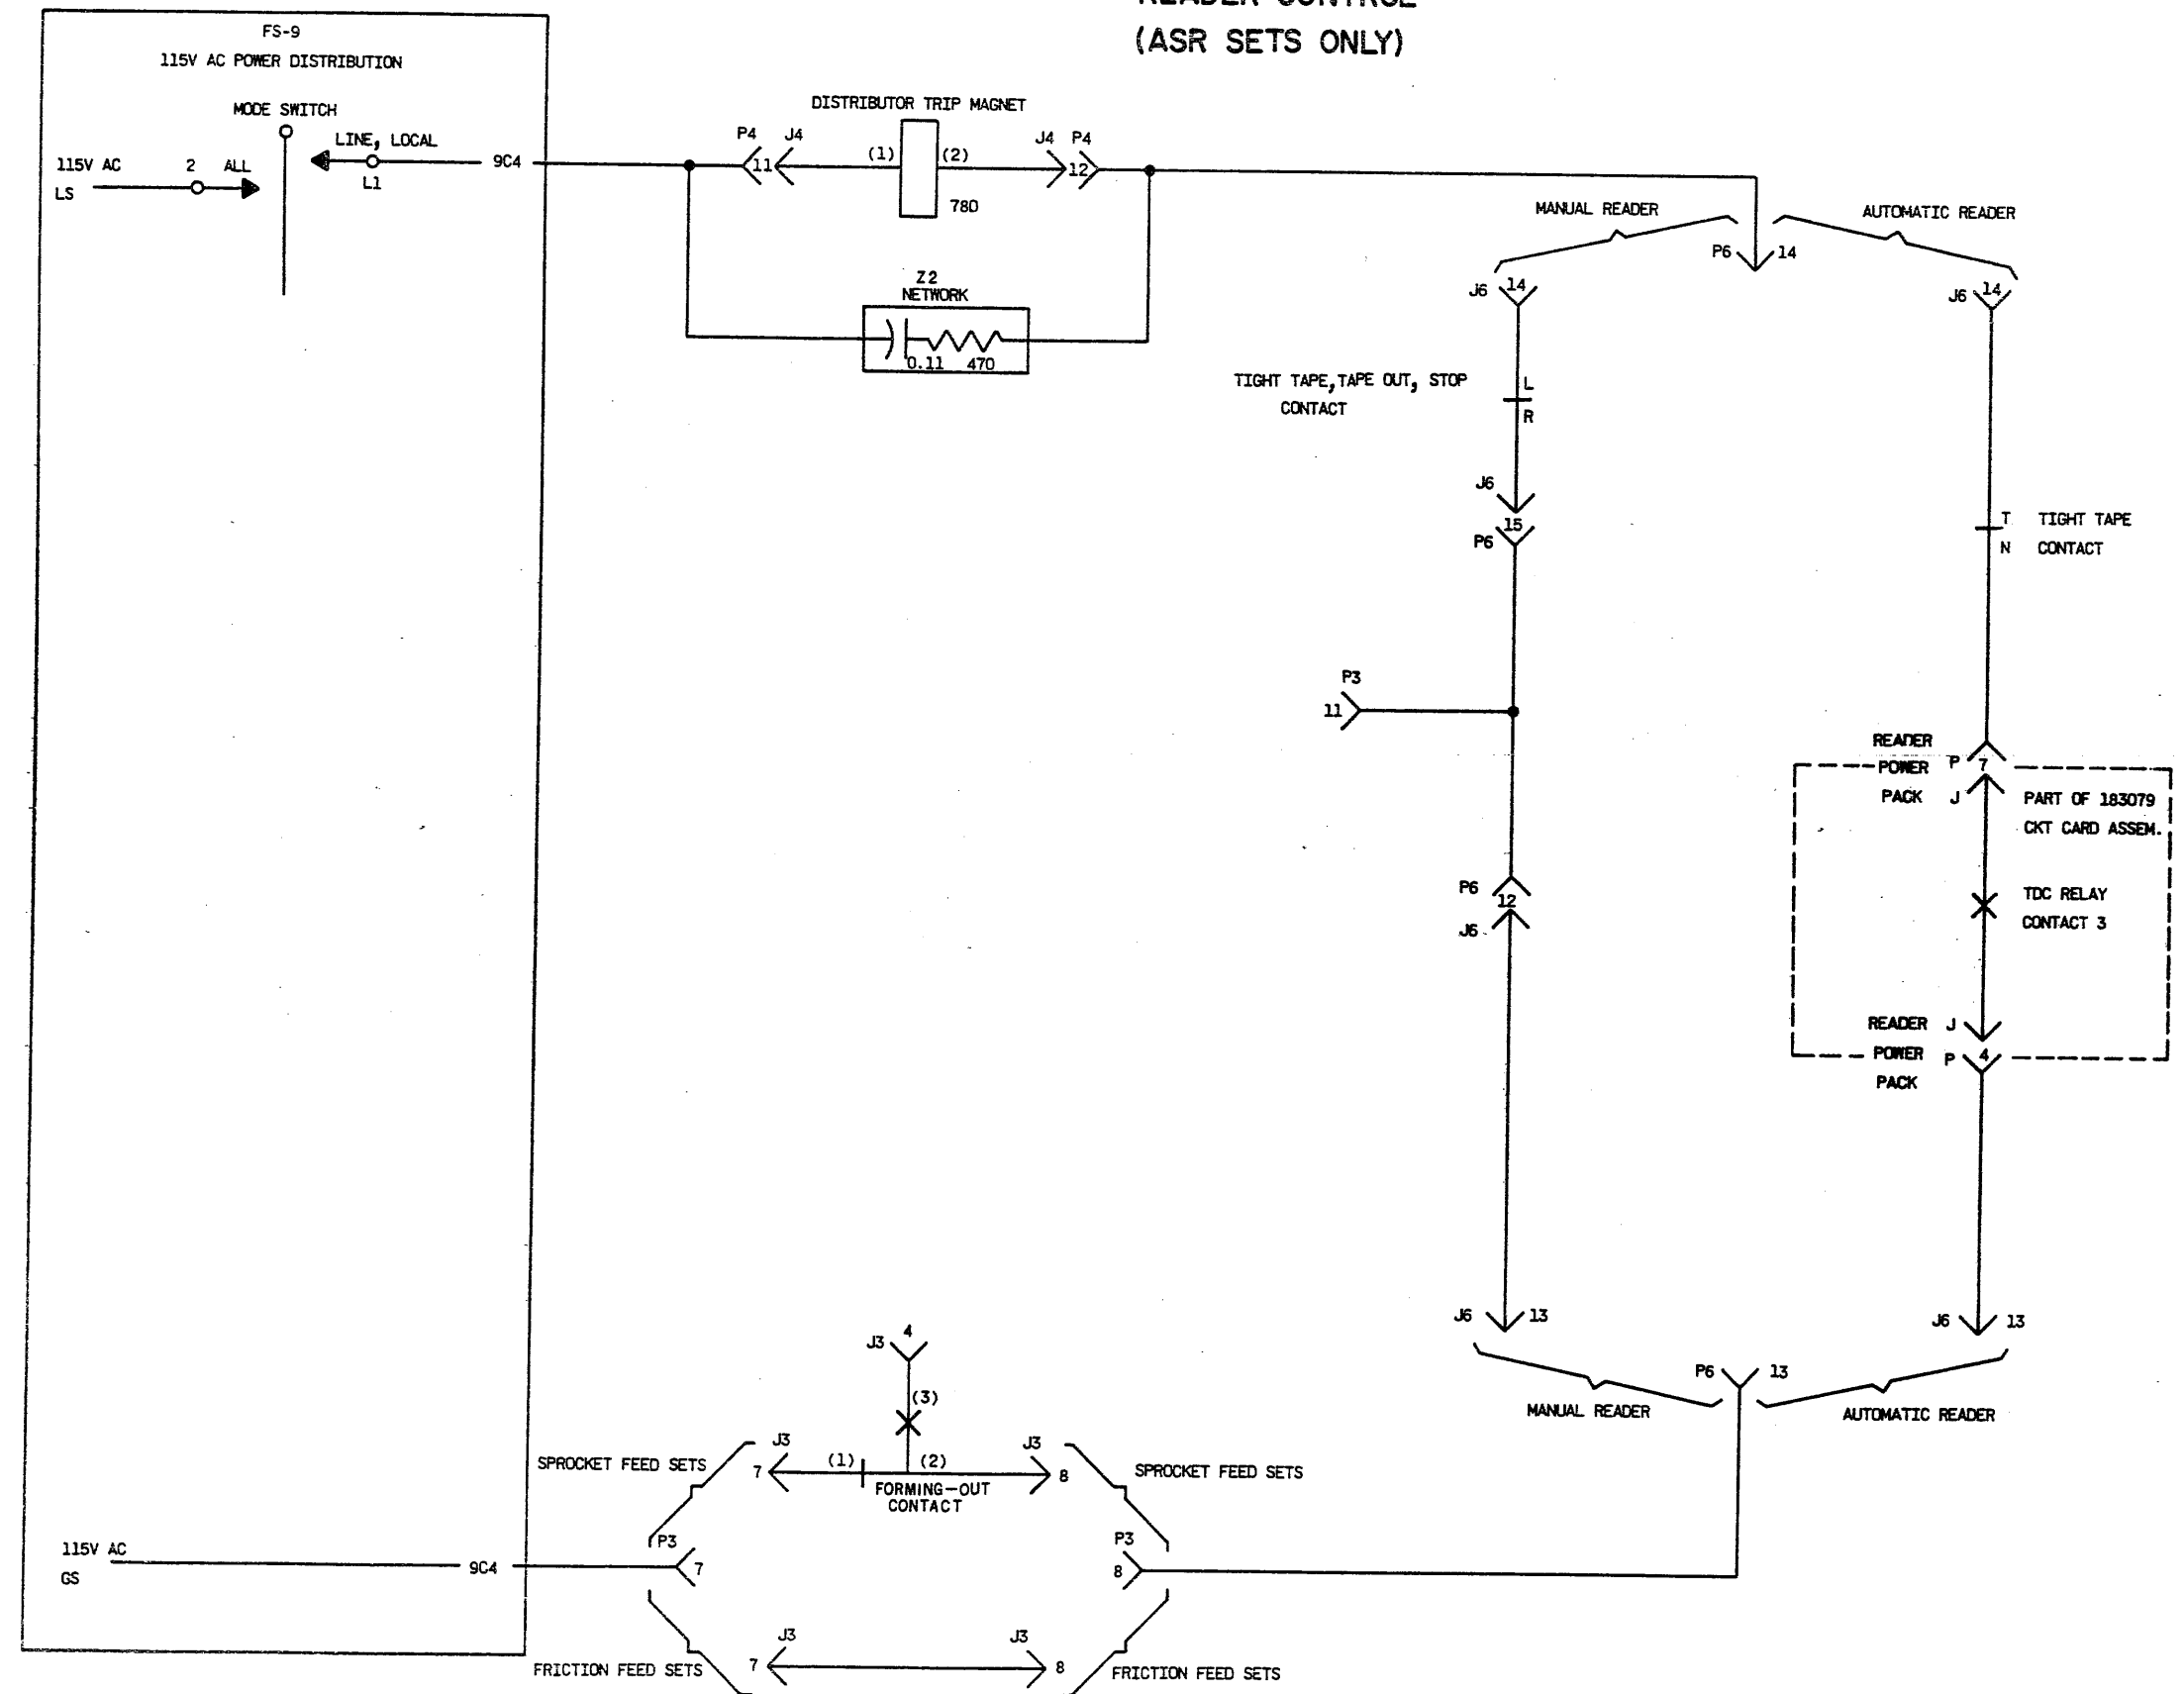 READER CONTROL
(ASR SETS ONLY)
FS-9
115V AC POWER DISTRIBUTION
MODE SWITCH
LINE, LOCAL
115V AC
2
ALL
LS
L1
9C4
DISTRIBUTOR TRIP MAGNET
P4
J4
11
(1)
(2)
780
J4
P4
12
Z2
NETWORK
0.11
470
MANUAL READER
AUTOMATIC READER
P6
14
J6
14
J6
14
TIGHT TAPE, TAPE OUT, STOP
CONTACT
L
R
J6
15
P6
T
N
TIGHT TAPE
CONTACT
P3
11
READER
POWER
PACK
P
7
J
PART OF 183079
CKT CARD ASSEM.
P6
12
J6
TDC RELAY
CONTACT 3
READER
POWER
PACK
J
P
4
J6
13
J6
13
P6
13
MANUAL READER
AUTOMATIC READER
J3
4
(3)
SPROCKET FEED SETS
J3
7
(1)
(2)
J3
8
SPROCKET FEED SETS
FORMING-OUT
CONTACT
115V AC
GS
9C4
P3
7
P3
8
FRICTION FEED SETS
J3
7
J3
8
FRICTION FEED SETS